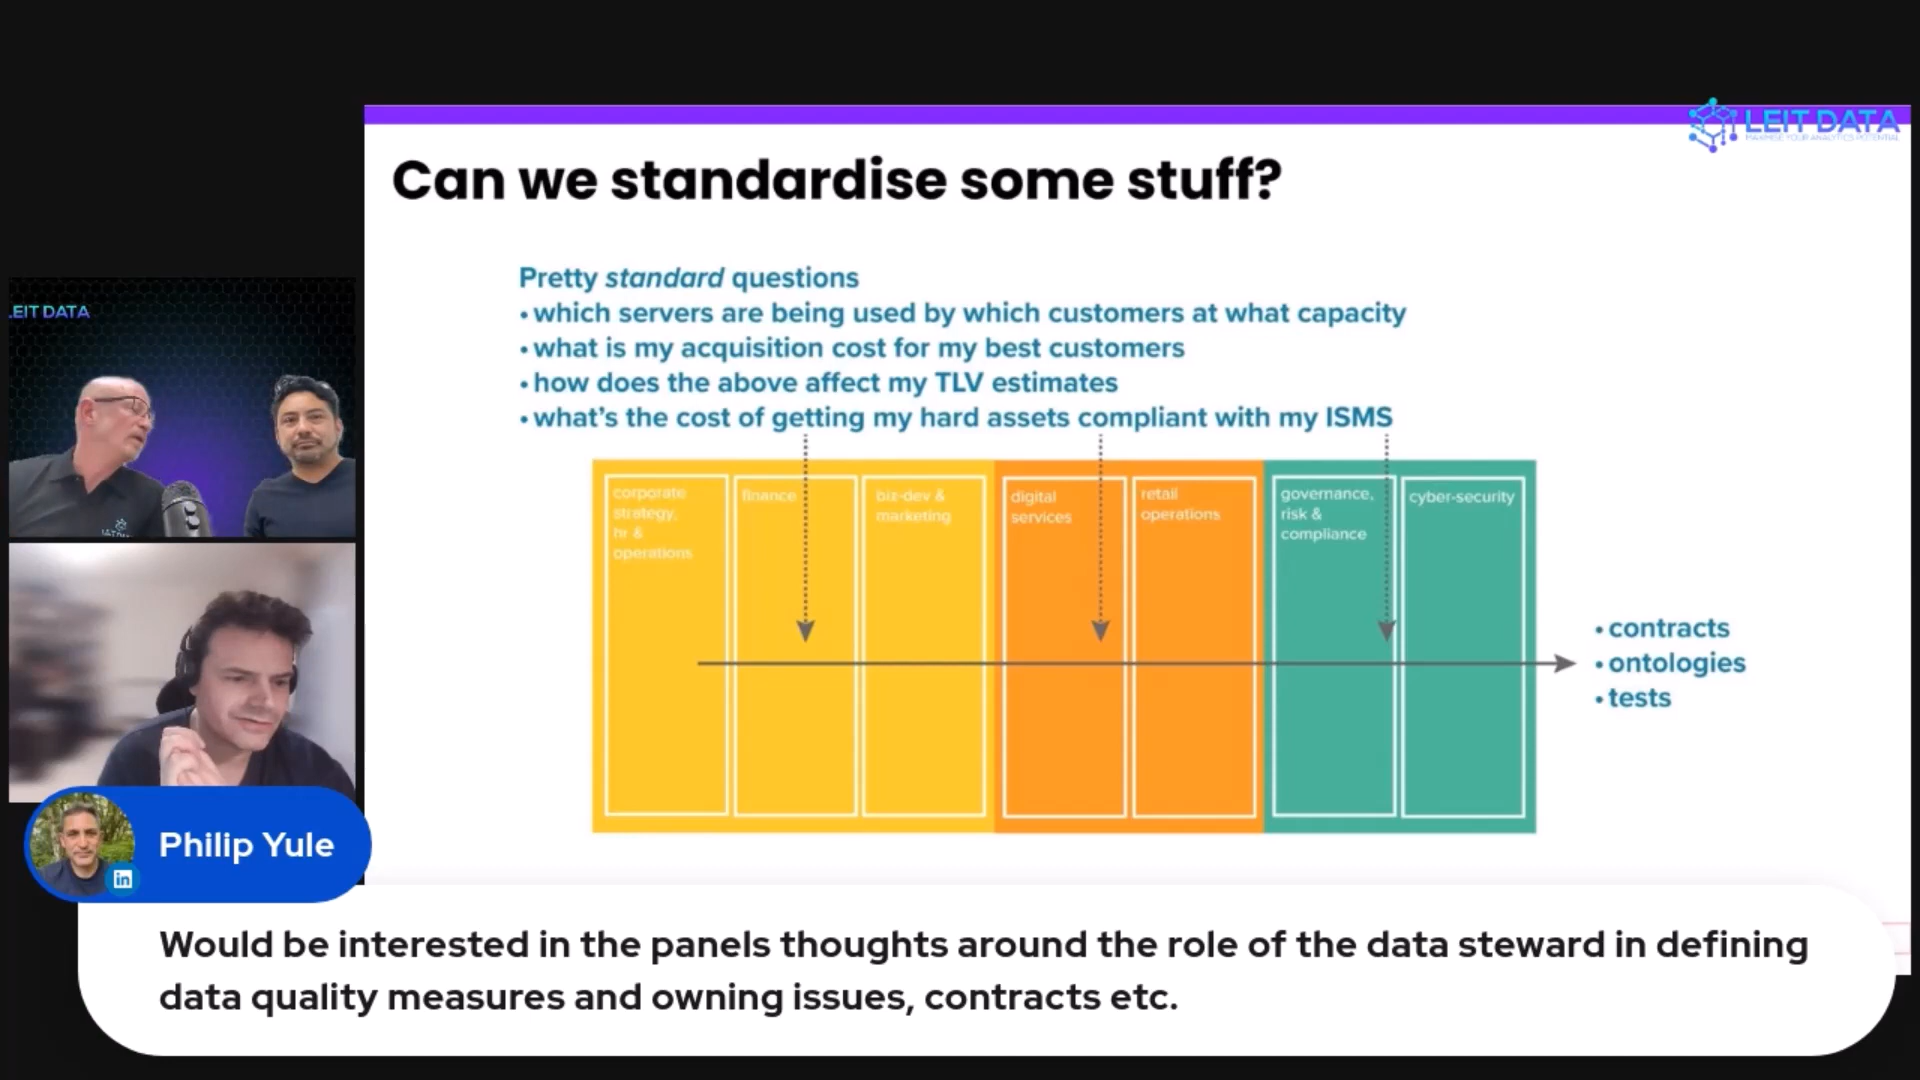 LEIT DATA
MAXIMISE YOUR ANALYTICS POTENTIAL
Can we standardise some stuff?
Pretty standard questions
• which servers are being used by which customers at what capacity
• what is my acquisition cost for my best customers
• how does the above affect my TLV estimates
• what's the cost of getting my hard assets compliant with my ISMS
corporate
strategy,
hr &
operations
finance
biz-dev &
marketing
digital
services
retail
operations
governance,
risk &
compliance
cyber-security
• contracts
• ontologies
• tests
LEIT DATA
Philip Yule
in
Would be interested in the panels thoughts around the role of the data steward in defining
data quality measures and owning issues, contracts etc.